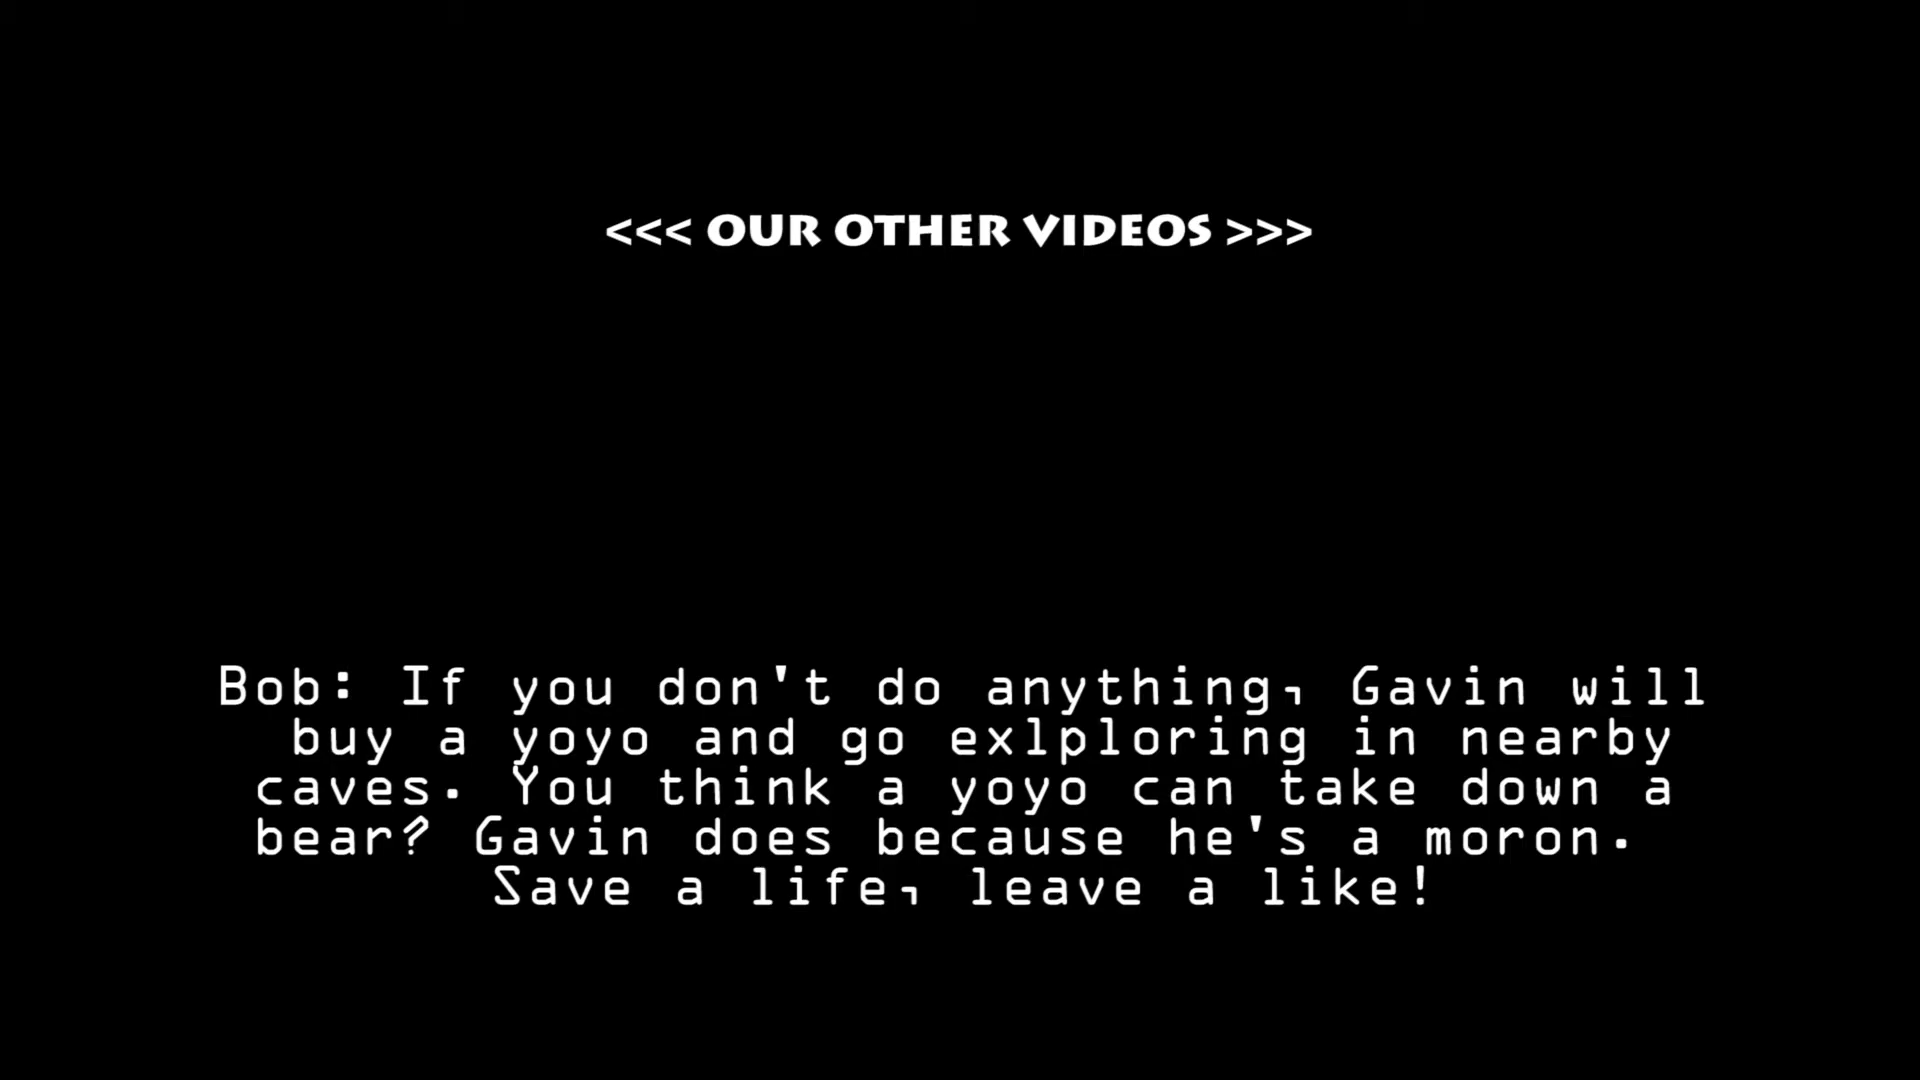 <<< OUR OTHER VIDEOS >>>
Bob: If you don't do anything, Gavin will
buy a yoyo and go exlploring in nearby
caves. You think a yoyo can take down a
bear? Gavin does because he's a moron.
Save a life, leave a like!